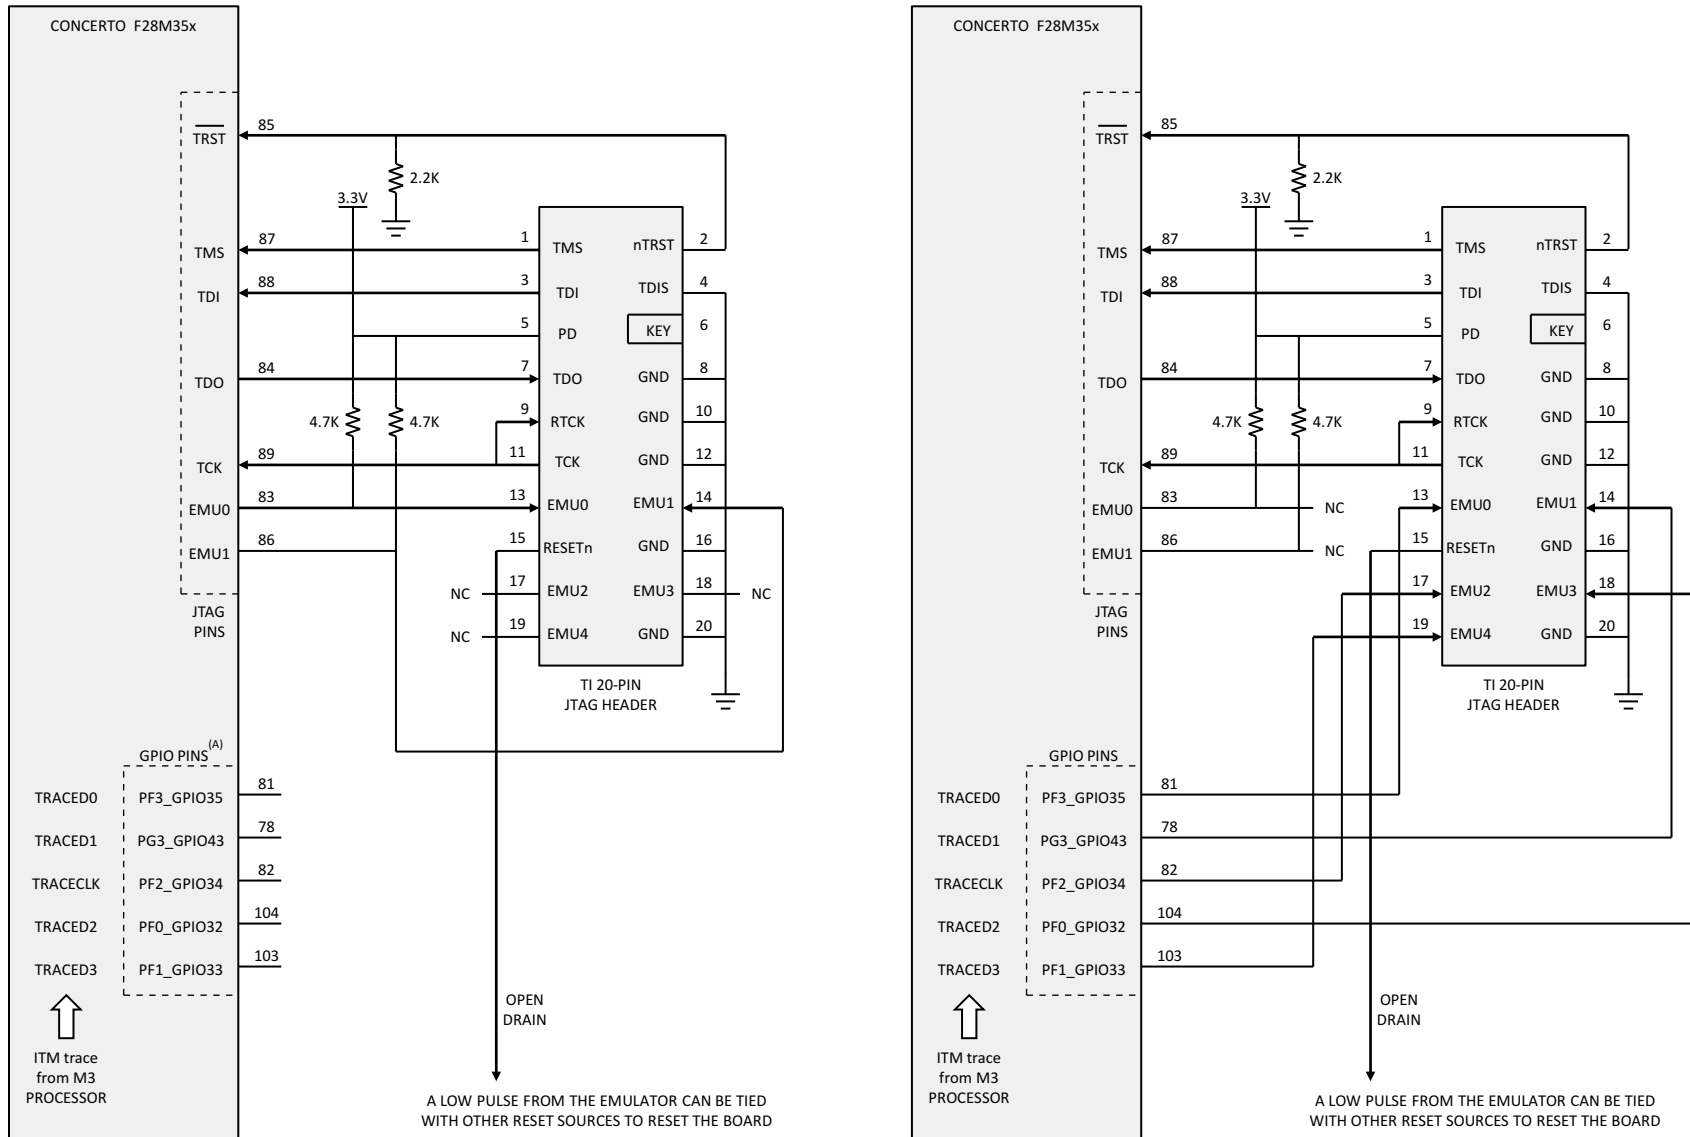 CONCERTO F28M35x
TRST
85
2.2K
3.3V
TMS
87
1
TMS
nTRST
2
TDI
88
3
TDI
TDIS
4
5
PD
KEY
6
TDO
84
7
TDO
GND
8
4.7K
4.7K
9
RTCK
GND
10
TCK
89
11
TCK
GND
12
EMU0
83
13
EMU0
EMU1
14
EMU1
86
15
RESETn
GND
16
NC
17
EMU2
EMU3
18
NC
NC
19
EMU4
GND
20
JTAG
PINS
TI 20-PIN
JTAG HEADER
GPIO PINS(A)
TRACED0
PF3_GPIO35
81
TRACED1
PG3_GPIO43
78
TRACECLK
PF2_GPIO34
82
TRACED2
PF0_GPIO32
104
TRACED3
PF1_GPIO33
103
OPEN
DRAIN
ITM trace
from M3
PROCESSOR
A LOW PULSE FROM THE EMULATOR CAN BE TIED
WITH OTHER RESET SOURCES TO RESET THE BOARD
CONCERTO F28M35x
TRST
85
2.2K
3.3V
TMS
87
1
TMS
nTRST
2
TDI
88
3
TDI
TDIS
4
5
PD
KEY
6
TDO
84
7
TDO
GND
8
4.7K
4.7K
9
RTCK
GND
10
TCK
89
11
TCK
GND
12
EMU0
83
NC
13
EMU0
EMU1
14
EMU1
86
NC
15
RESETn
GND
16
17
EMU2
EMU3
18
19
EMU4
GND
20
JTAG
PINS
TI 20-PIN
JTAG HEADER
GPIO PINS
TRACED0
PF3_GPIO35
81
TRACED1
PG3_GPIO43
78
TRACECLK
PF2_GPIO34
82
TRACED2
PF0_GPIO32
104
TRACED3
PF1_GPIO33
103
OPEN
DRAIN
ITM trace
from M3
PROCESSOR
A LOW PULSE FROM THE EMULATOR CAN BE TIED
WITH OTHER RESET SOURCES TO RESET THE BOARD